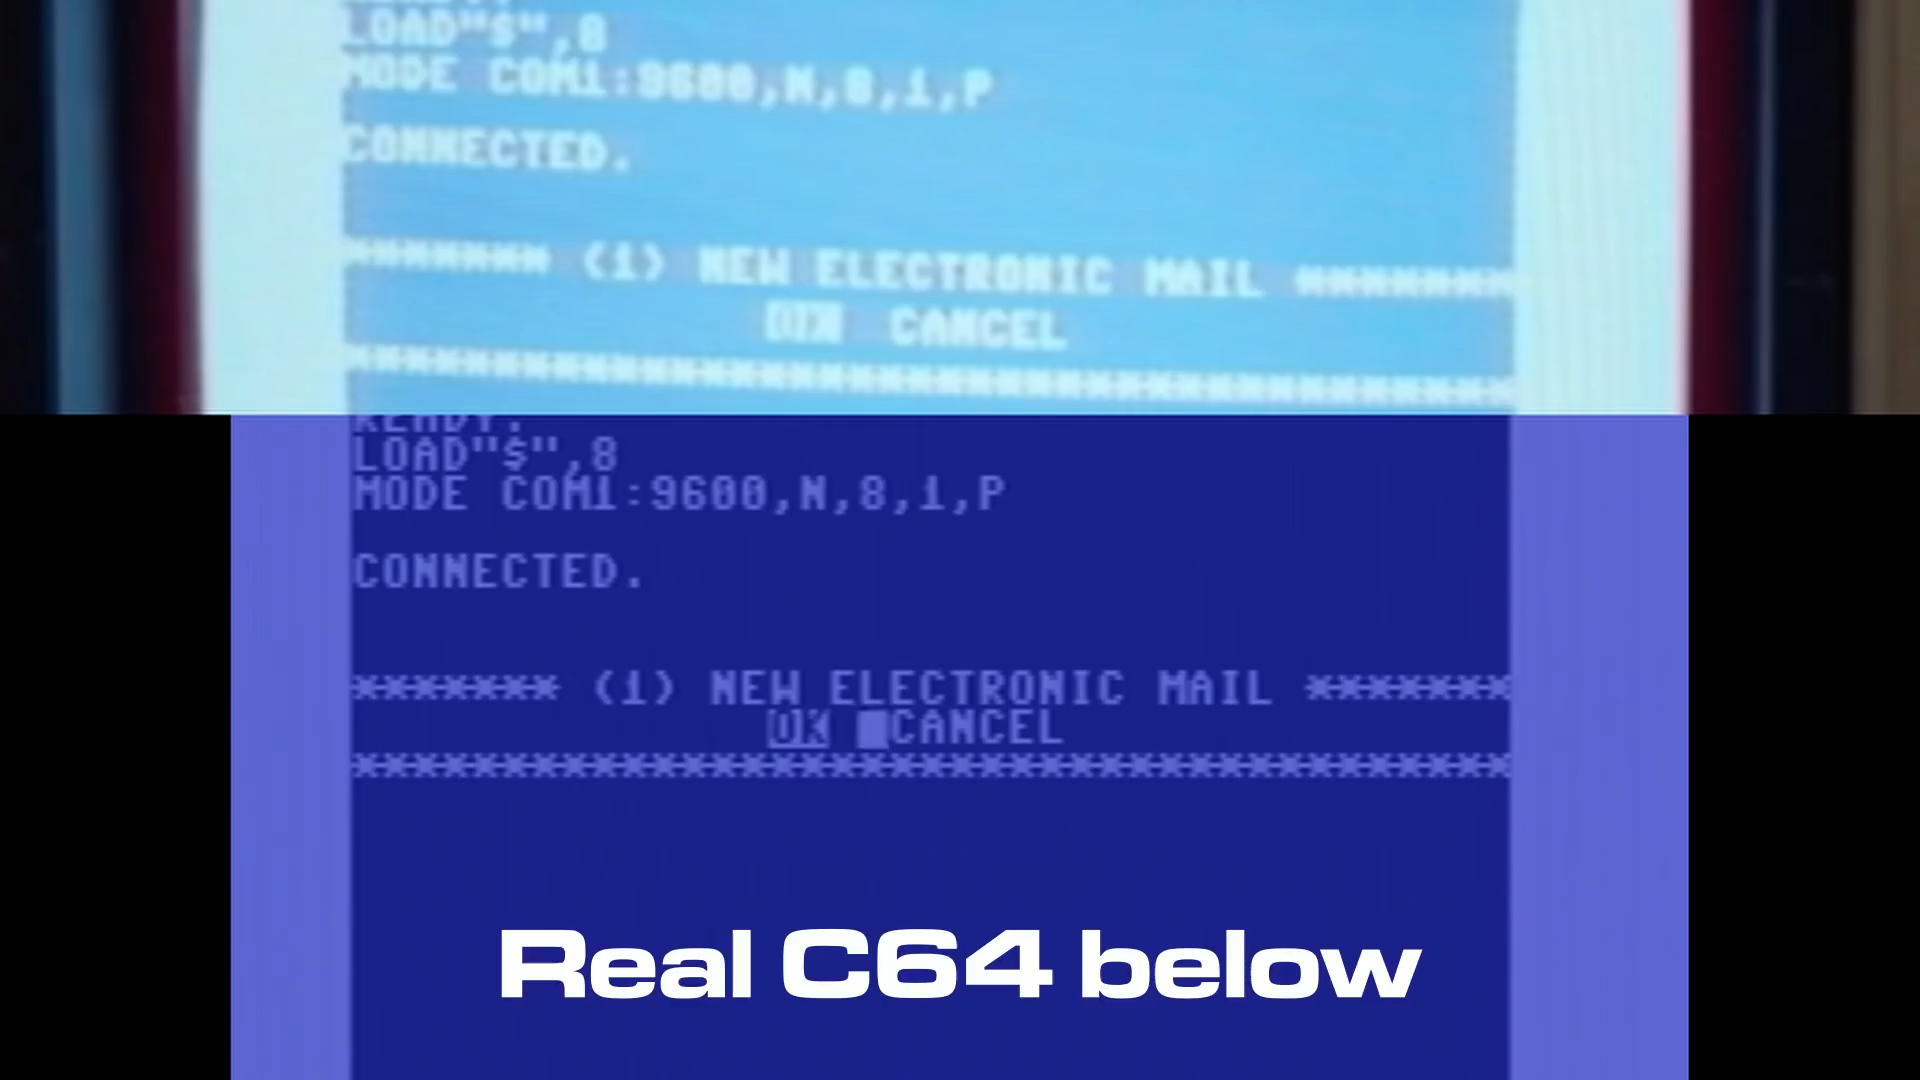 LOAD"$",8
MODE COM1:9600,N,8,1,P
CONNECTED.
******* (1) NEW ELECTRONIC MAIL *******
OK CANCEL
***************************************
READY.
LOAD"$",8
MODE COM1:9600,N,8,1,P
CONNECTED.
******* (1) NEW ELECTRONIC MAIL *******
OK CANCEL
***************************************
Real C64 below